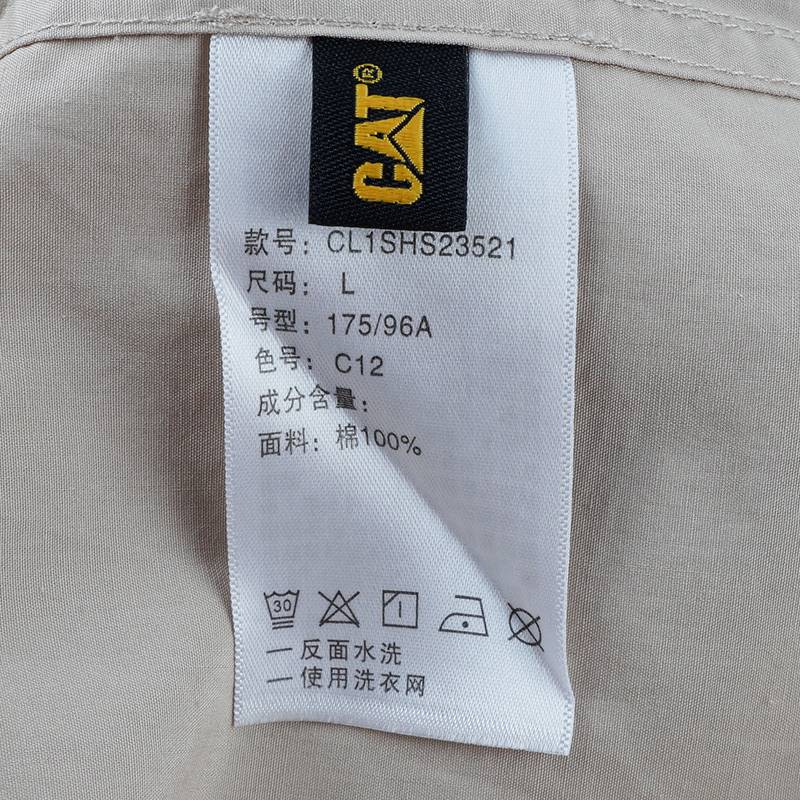 CAT®
款号：CL1SHS23521
尺码： L
号型：175/96A
色号：C12
成分含量：
面料：棉100%
30
一反面水洗
一使用洗衣网